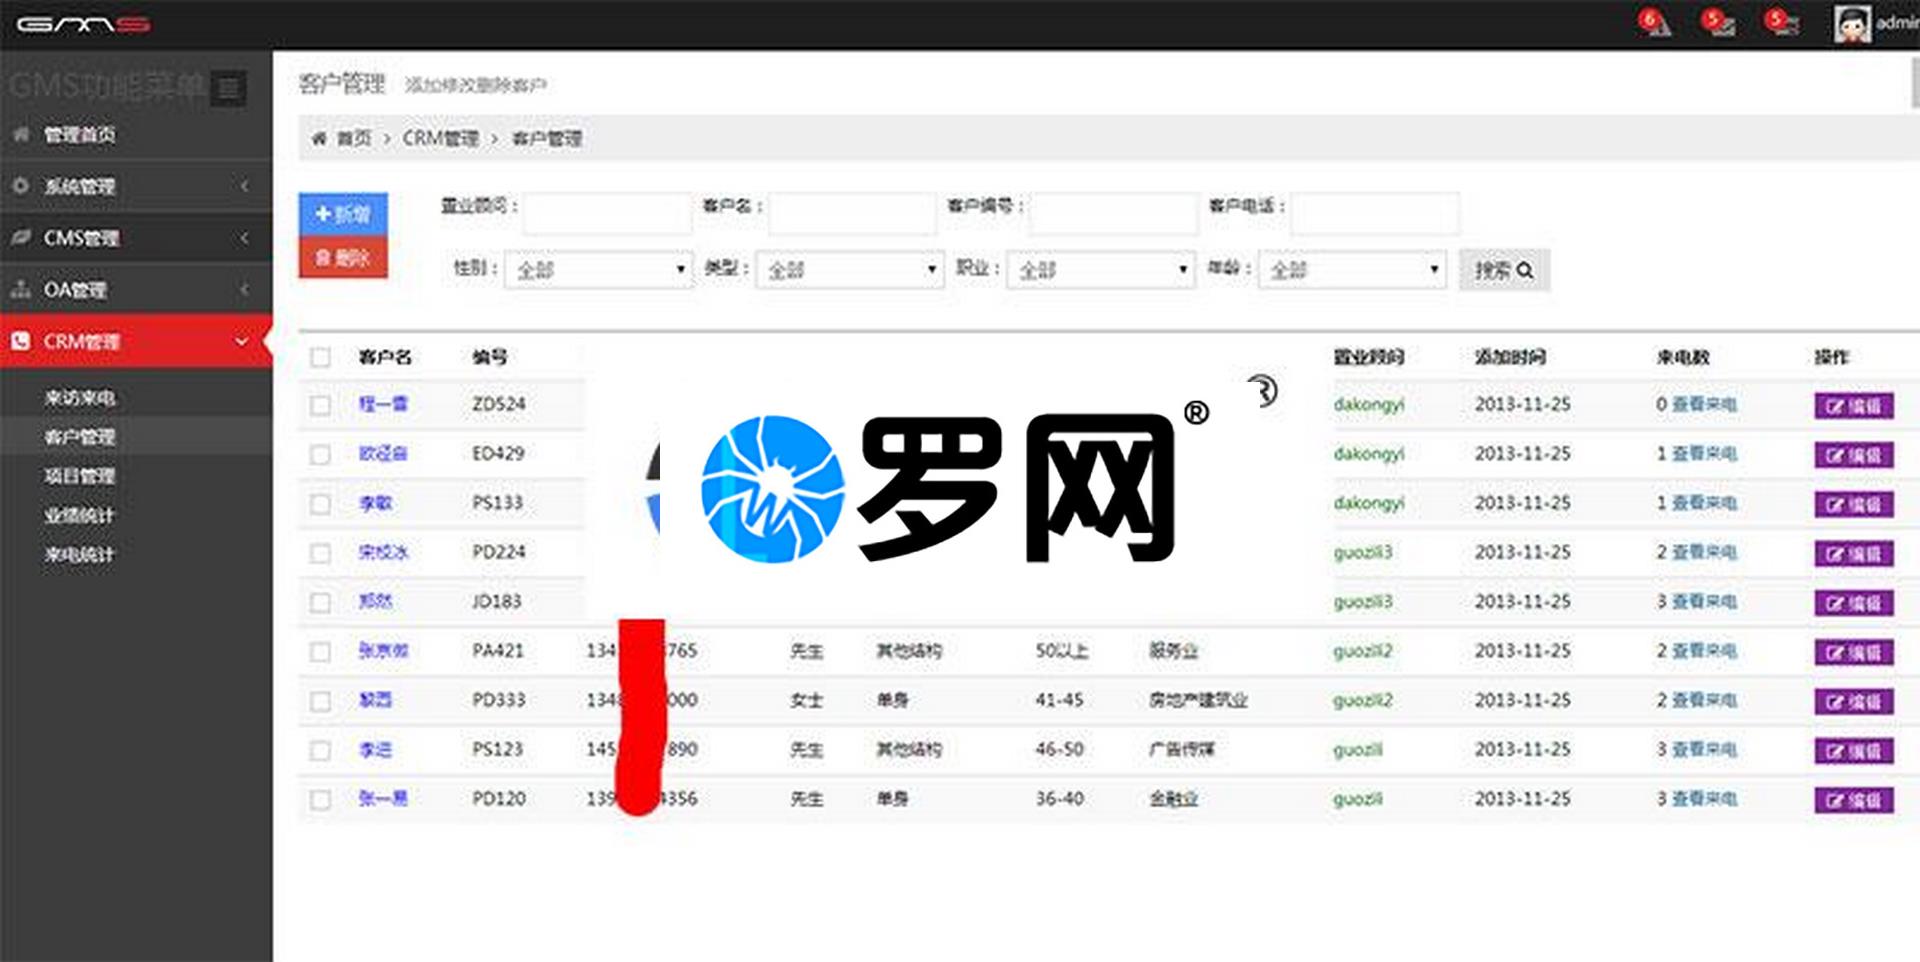 GMS
6 5 5 admin
GMS功能菜单
管理首页
系统管理
CMS管理
OA管理
CRM管理
来访来电
客户管理
项目管理
业绩统计
来电统计
客户管理 添加修改删除客户
首页 > CRM管理 > 客户管理
新增
删除
置业顾问： 客户名： 客户编号： 客户电话：
性别： 全部 类型： 全部 职业： 全部 年龄： 全部 搜索
客户名 编号 置业顾问 添加时间 来电数 操作
程一雷 ZD524 dakongyi 2013-11-25 0 查看来电 编辑
ED429 dakongyi 2013-11-25 1 查看来电 编辑
李敏 PS133 dakongyi 2013-11-25 1 查看来电 编辑
PD224 guozili3 2013-11-25 2 查看来电 编辑
郑然 JD183 guozili3 2013-11-25 3 查看来电 编辑
PA421 134 765 先生 其他结构 50以上 服务业 guozili2 2013-11-25 2 查看来电 编辑
黎西 PD333 134 000 女士 单身 41-45 房地产建筑业 guozili2 2013-11-25 2 查看来电 编辑
李进 PS123 145 890 先生 其他结构 46-50 广告传媒 guozili 2013-11-25 3 查看来电 编辑
张一易 PD120 139 4356 先生 单身 36-40 金融业 guozili 2013-11-25 3 查看来电 编辑
罗网®
®